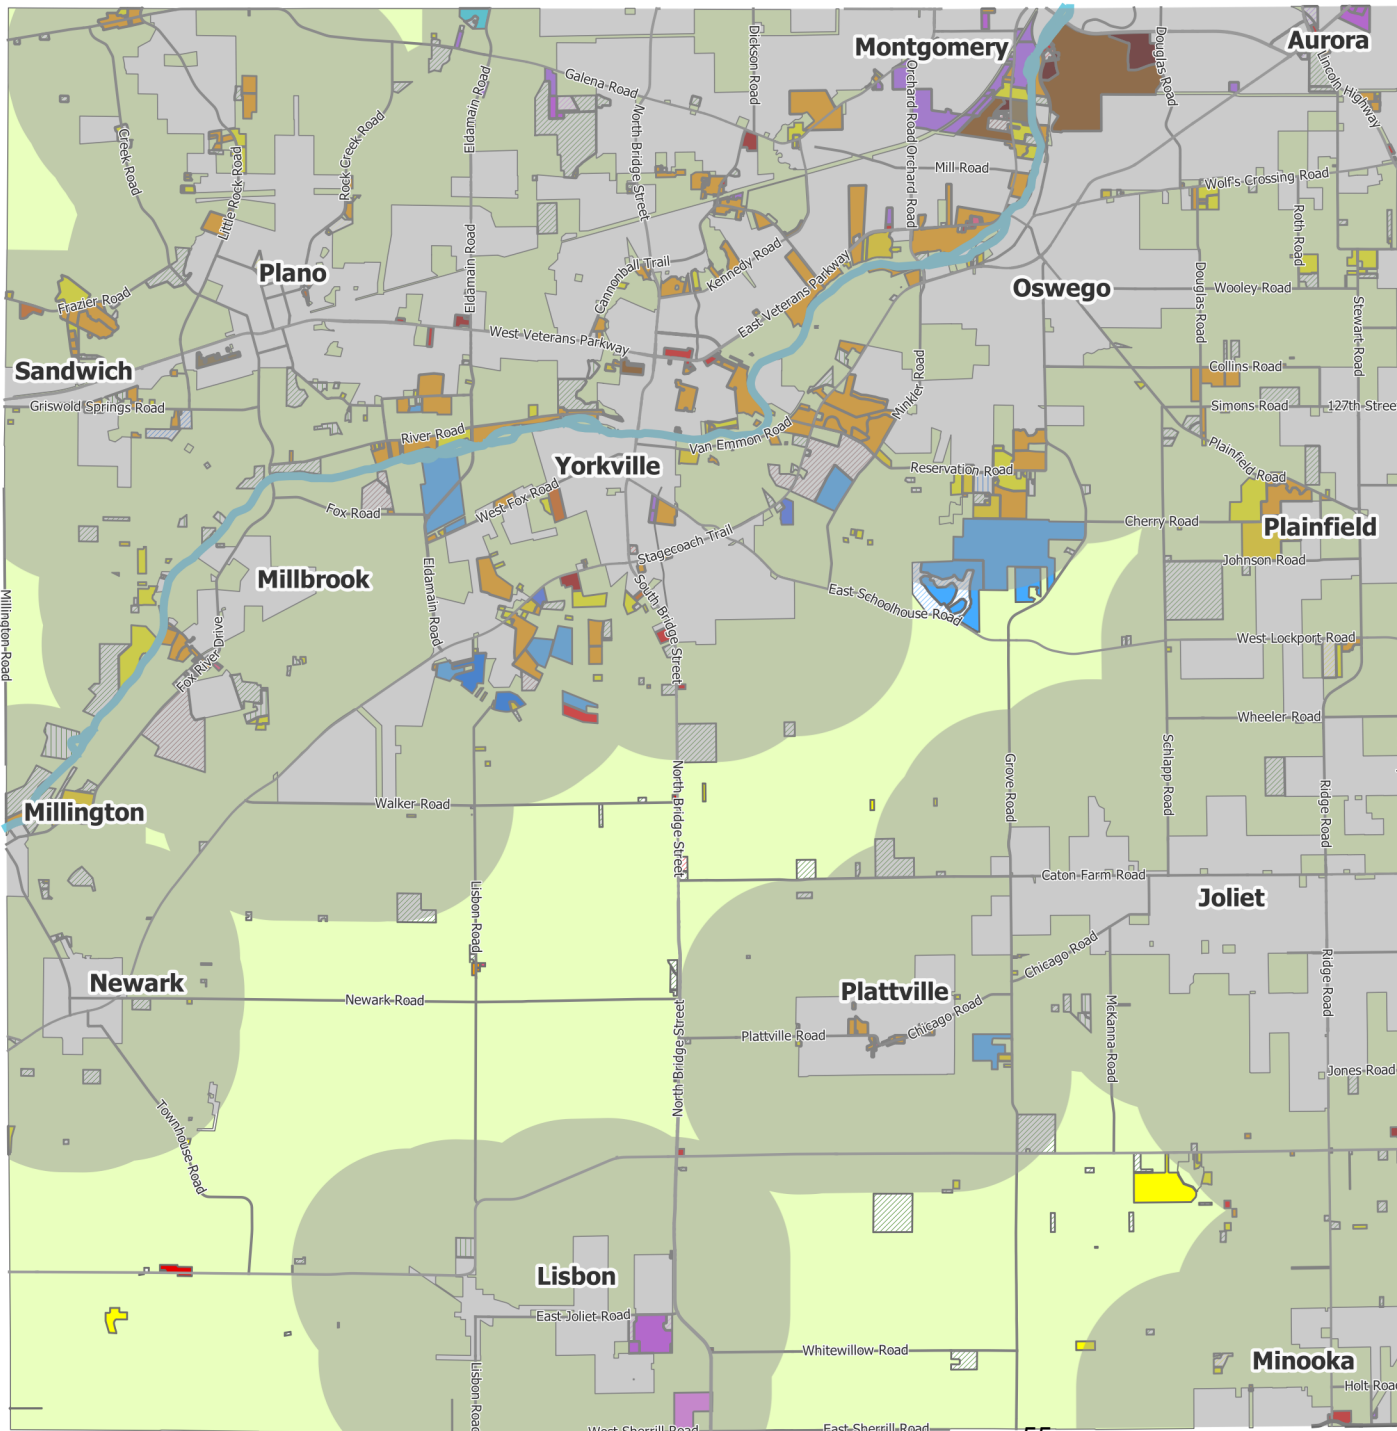 Montgomery
Aurora
Dickson Road
Douglas Road
Lincoln Highway
Galena Road
Orchard Road
Orchard Road
Eldamain Road
North Bridge Street
Creek Road
Rock Creek Road
Little Rock Road
Mill Road
Wolf's Crossing Road
Roth Road
Plano
Eldamain Road
Cannonball Trail
Kennedy Road
East Veterans Parkway
Oswego
Wooley Road
Douglas Road
Stewart Road
Frazier Road
West Veterans Parkway
Sandwich
Griswold Springs Road
Minkler Road
Collins Road
Simons Road
127th Stree
River Road
Van Emmon Road
Yorkville
Reservation Road
Plainfield Road
Fox Road
West Fox Road
Stagecoach Trail
Cherry Road
Plainfield
Johnson Road
Millbrook
Eldamain Road
South Bridge Street
East Schoolhouse Road
Millington Road
Fox River Drive
West Lockport Road
Wheeler Road
Millington
Walker Road
North Bridge Street
Grove Road
Schlapp Road
Ridge Road
Caton Farm Road
Joliet
Lisbon Road
Newark
Newark Road
Plattville
Chicago Road
Chicago Road
Plattville Road
North Bridge Street
McKanna Road
Ridge Road
Jones Road
Townhouse Road
Lisbon
East Joliet Road
Whitewillow Road
Minooka
Lisbon Road
Holt Roa
West Sherrill Road
East Sherrill Road